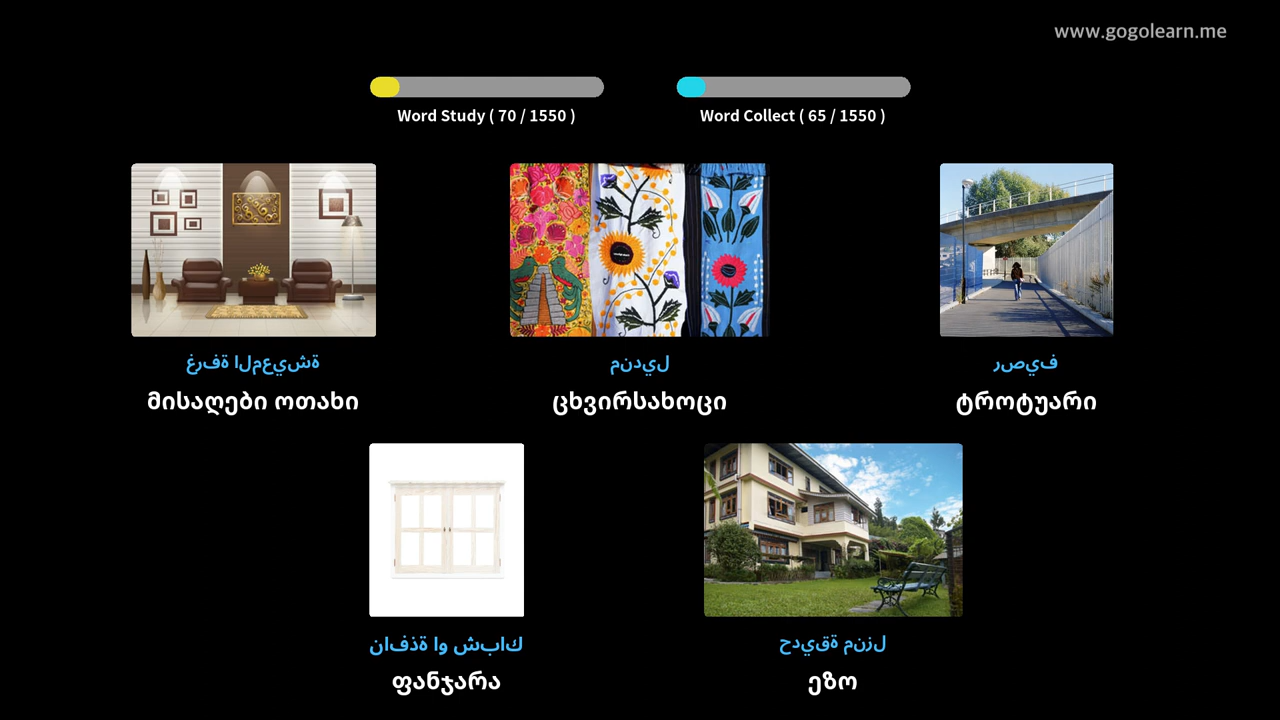 www.gogolearn.me
Word Study ( 70 / 1550 )
Word Collect ( 65 / 1550 )
غرفة المعيشة
منديل
رصيف
მისაღები ოთახი
ცხვირსახოცი
ტროტუარი
نافذة او شباك
حديقة منزل
ფანჯარა
ეზო